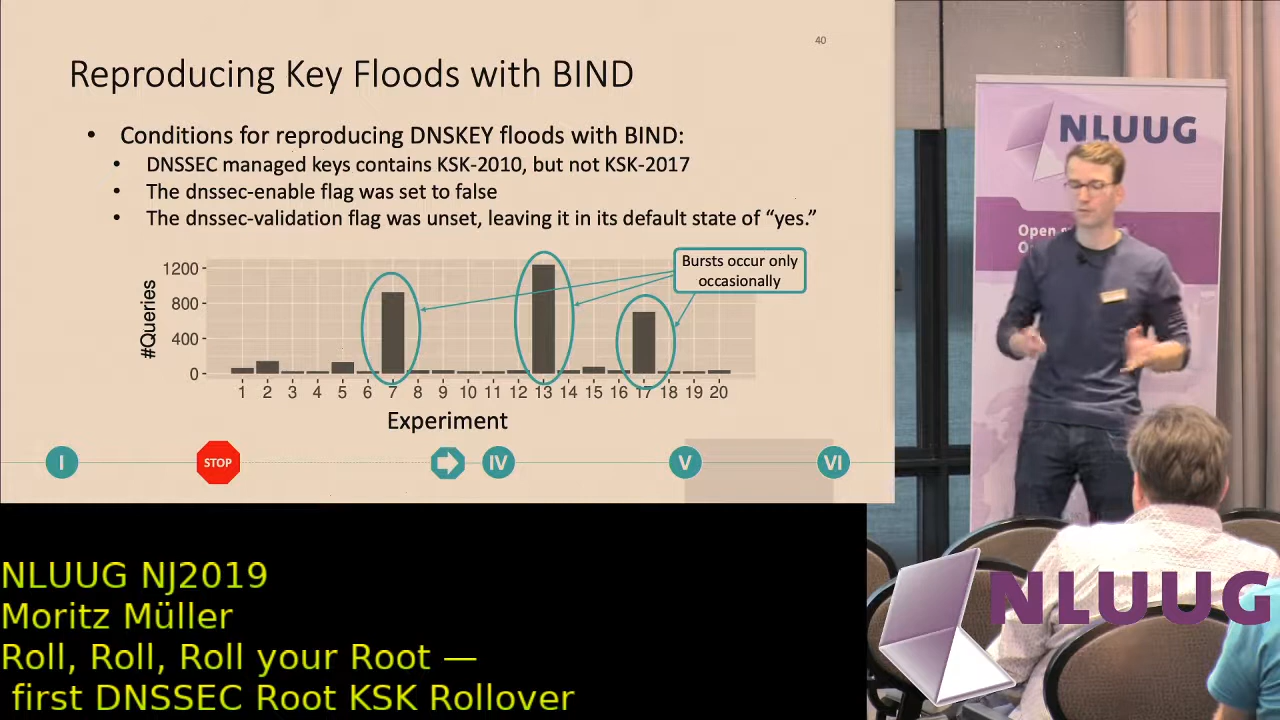 40
Reproducing Key Floods with BIND
• Conditions for reproducing DNSKEY floods with BIND:
• DNSSEC managed keys contains KSK-2010, but not KSK-2017
• The dnssec-enable flag was set to false
• The dnssec-validation flag was unset, leaving it in its default state of “yes.”
Bursts occur only
occasionally
#Queries
1200
800
400
0
1 2 3 4 5 6 7 8 9 10 11 12 13 14 15 16 17 18 19 20
Experiment
I STOP IV V VI
NLUUG
Open
NLUUG NJ2019
Moritz Müller
Roll, Roll, Roll your Root —
first DNSSEC Root KSK Rollover
NLUUG